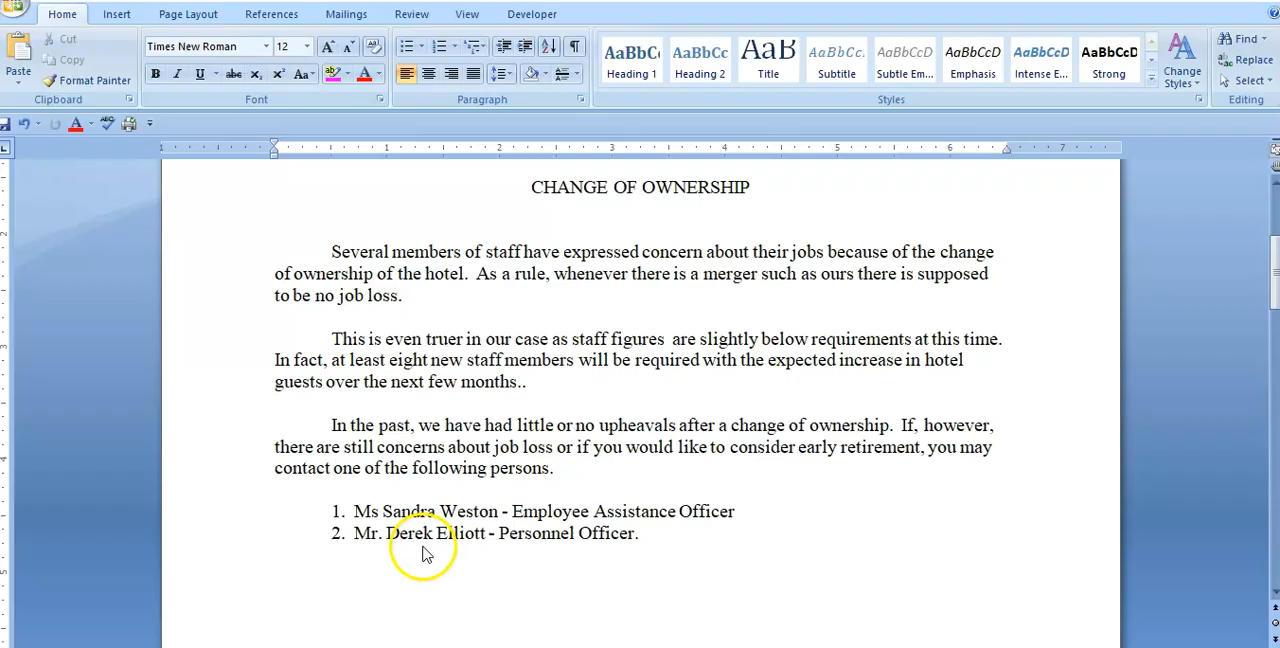 Home Insert Page Layout References Mailings Review View Developer
Cut
Copy
Format Painter
Paste
Clipboard
Times New Roman 12
Font
Paragraph
AaBbC AaBbCc AaB AaBbCc. AaBbCcD AaBbCcD AaBbCcD AaBbCcD
Heading 1 Heading 2 Title Subtitle Subtle Em... Emphasis Intense E... Strong
Change
Styles
Styles
Find
Replace
Select
Editing
1 1 2 3 4 5 6 7
CHANGE OF OWNERSHIP
Several members of staff have expressed concern about their jobs because of the change
of ownership of the hotel. As a rule, whenever there is a merger such as ours there is supposed
to be no job loss.
This is even truer in our case as staff figures are slightly below requirements at this time.
In fact, at least eight new staff members will be required with the expected increase in hotel
guests over the next few months..
In the past, we have had little or no upheavals after a change of ownership. If, however,
there are still concerns about job loss or if you would like to consider early retirement, you may
contact one of the following persons.
1. Ms Sandra Weston - Employee Assistance Officer
2. Mr. Derek Elliott - Personnel Officer.